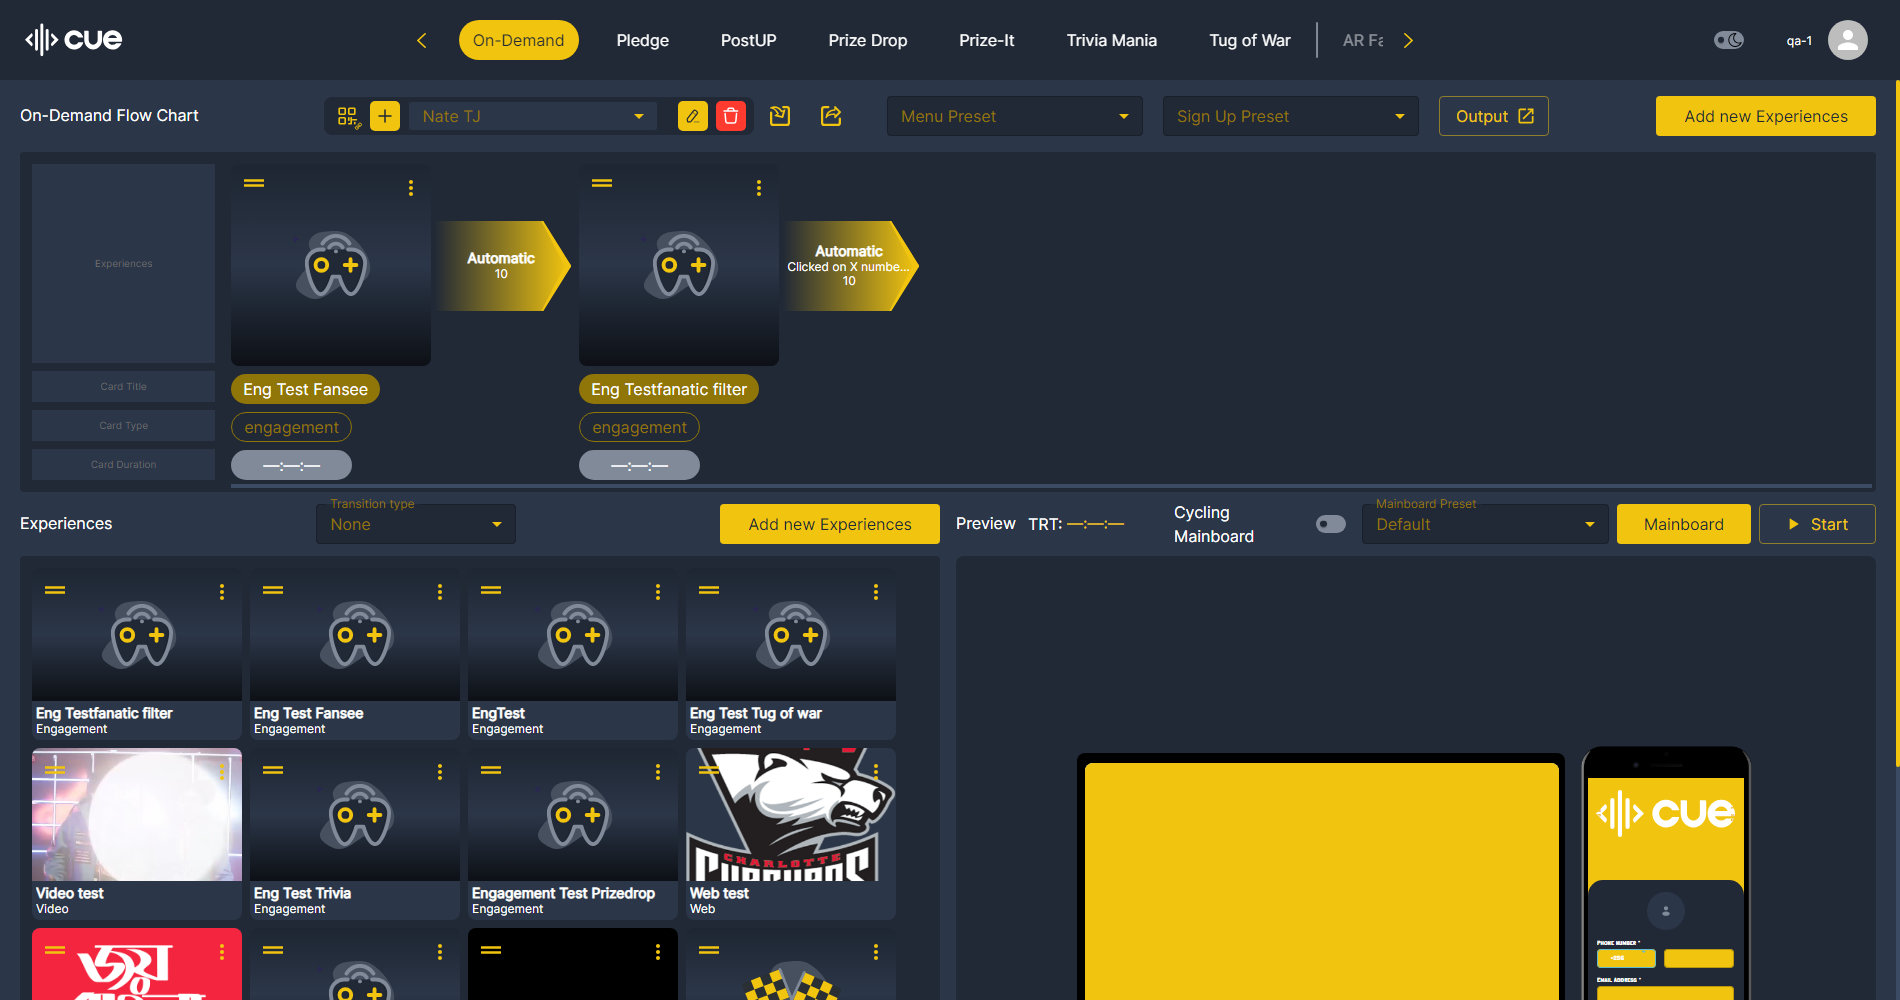 cue
On-Demand
Pledge
PostUP
Prize Drop
Prize-It
Trivia Mania
Tug of War
AR Fa
qa-1
On-Demand Flow Chart
Nate TJ
Menu Preset
Sign Up Preset
Output
Add new Experiences
Experiences
Automatic
10
Automatic
Clicked on X numbe...
10
Card Title
Eng Test Fansee
Eng Testfanatic filter
Card Type
engagement
engagement
Card Duration
—:—:—
—:—:—
Experiences
Transition type
None
Add new Experiences
Preview
TRT: —:—:—
Cycling
Mainboard
Mainboard Preset
Default
Mainboard
Start
Eng Testfanatic filter
Engagement
Eng Test Fansee
Engagement
EngTest
Engagement
Eng Test Tug of war
Engagement
CHARLOTTE
Video test
Video
Eng Test Trivia
Engagement
Engagement Test Prizedrop
Engagement
Web test
Web
জয়
cue
PHONE NUMBER *
EMAIL ADDRESS *